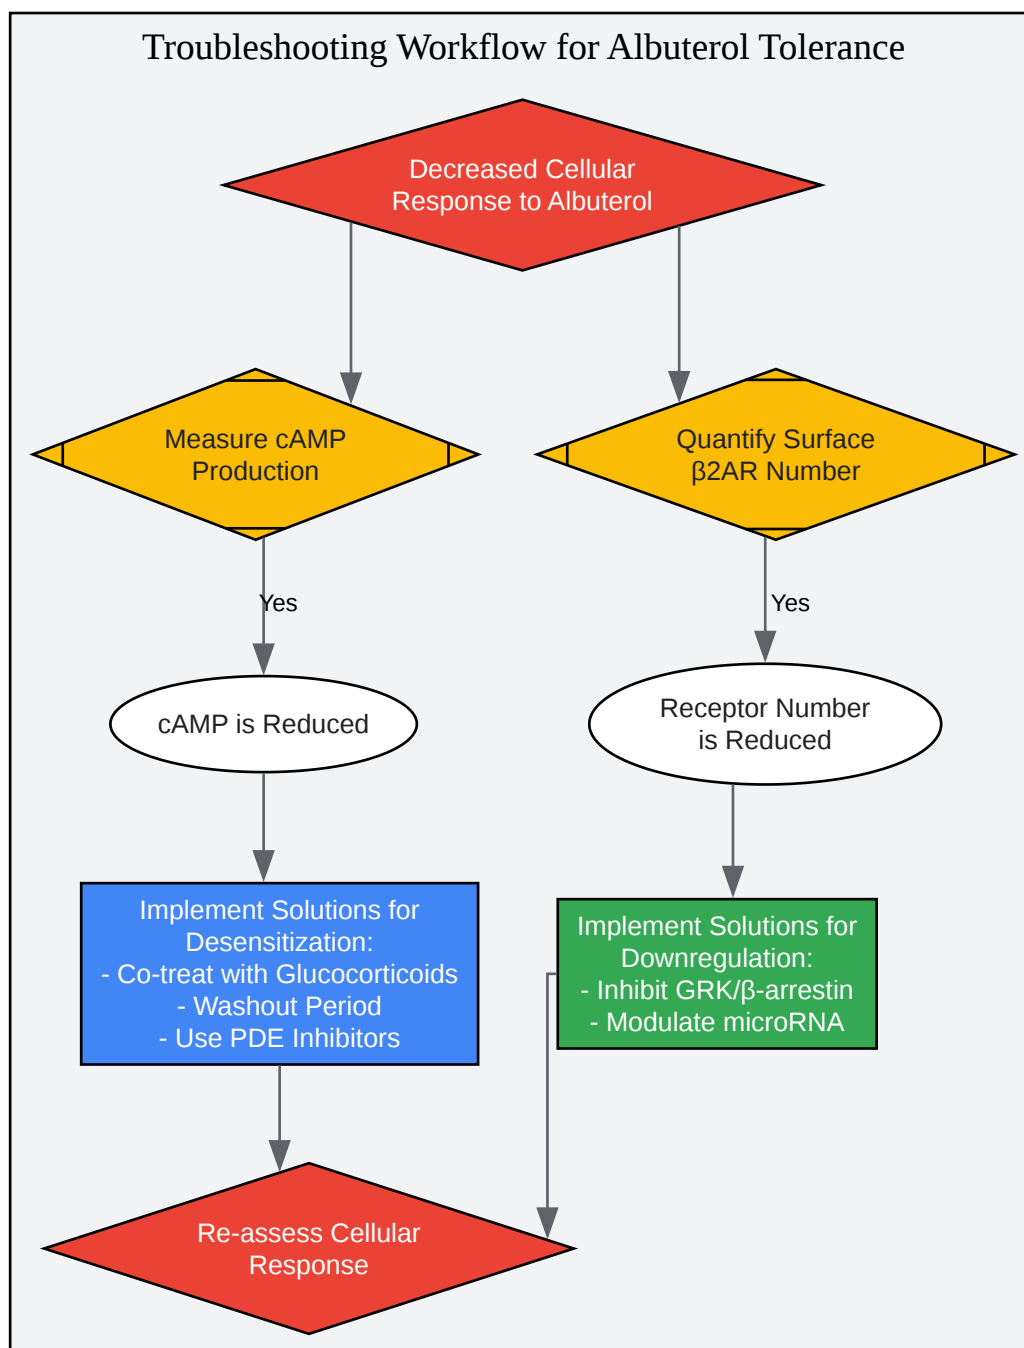 Troubleshooting Workflow for Albuterol Tolerance
Decreased Cellular
Response to Albuterol
Measure cAMP
Production
Quantify Surface
β2AR Number
Yes
Yes
cAMP is Reduced
Receptor Number
is Reduced
Implement Solutions for
Desensitization:
- Co-treat with Glucocorticoids
- Washout Period
- Use PDE Inhibitors
Implement Solutions for
Downregulation:
- Inhibit GRK/β-arrestin
- Modulate microRNA
Re-assess Cellular
Response